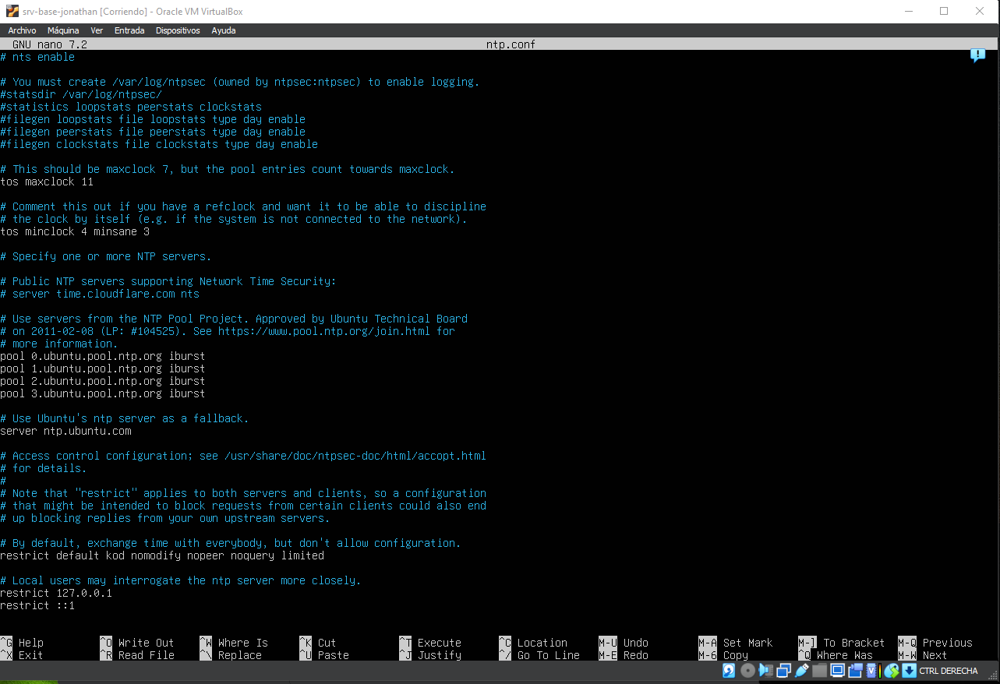 srv-base-jonathan [Corriendo] - Oracle VM VirtualBox
Archivo Máquina Ver Entrada Dispositivos Ayuda
GNU nano 7.2 ntp.conf
# nts enable
# You must create /var/log/ntpsec (owned by ntpsec:ntpsec) to enable logging.
#statsdir /var/log/ntpsec/
#statistics loopstats peerstats clockstats
#filegen loopstats file loopstats type day enable
#filegen peerstats file peerstats type day enable
#filegen clockstats file clockstats type day enable
# This should be maxclock 7, but the pool entries count towards maxclock.
tos maxclock 11
# Comment this out if you have a refclock and want it to be able to discipline
# the clock by itself (e.g. if the system is not connected to the network).
tos minclock 4 minsane 3
# Specify one or more NTP servers.
# Public NTP servers supporting Network Time Security:
# server time.cloudflare.com nts
# Use servers from the NTP Pool Project. Approved by Ubuntu Technical Board
# on 2011-02-08 (LP: #104525). See https://www.pool.ntp.org/join.html for
# more information.
pool 0.ubuntu.pool.ntp.org iburst
pool 1.ubuntu.pool.ntp.org iburst
pool 2.ubuntu.pool.ntp.org iburst
pool 3.ubuntu.pool.ntp.org iburst
# Use Ubuntu's ntp server as a fallback.
server ntp.ubuntu.com
# Access control configuration; see /usr/share/doc/ntpsec-doc/html/accopt.html
# for details.
#
# Note that "restrict" applies to both servers and clients, so a configuration
# that might be intended to block requests from certain clients could also end
# up blocking replies from your own upstream servers.
# By default, exchange time with everybody, but don't allow configuration.
restrict default kod nomodify nopeer noquery limited
# Local users may interrogate the ntp server more closely.
restrict 127.0.0.1
restrict ::1
^G Help ^O Write Out ^W Where Is ^K Cut ^T Execute ^C Location M-U Undo M-A Set Mark M-] To Bracket M-Q Previous
^X Exit ^R Read File ^\ Replace ^U Paste ^J Justify ^/ Go To Line M-E Redo M-6 Copy ^Q Where Was M-W Next
CTRL DERECHA